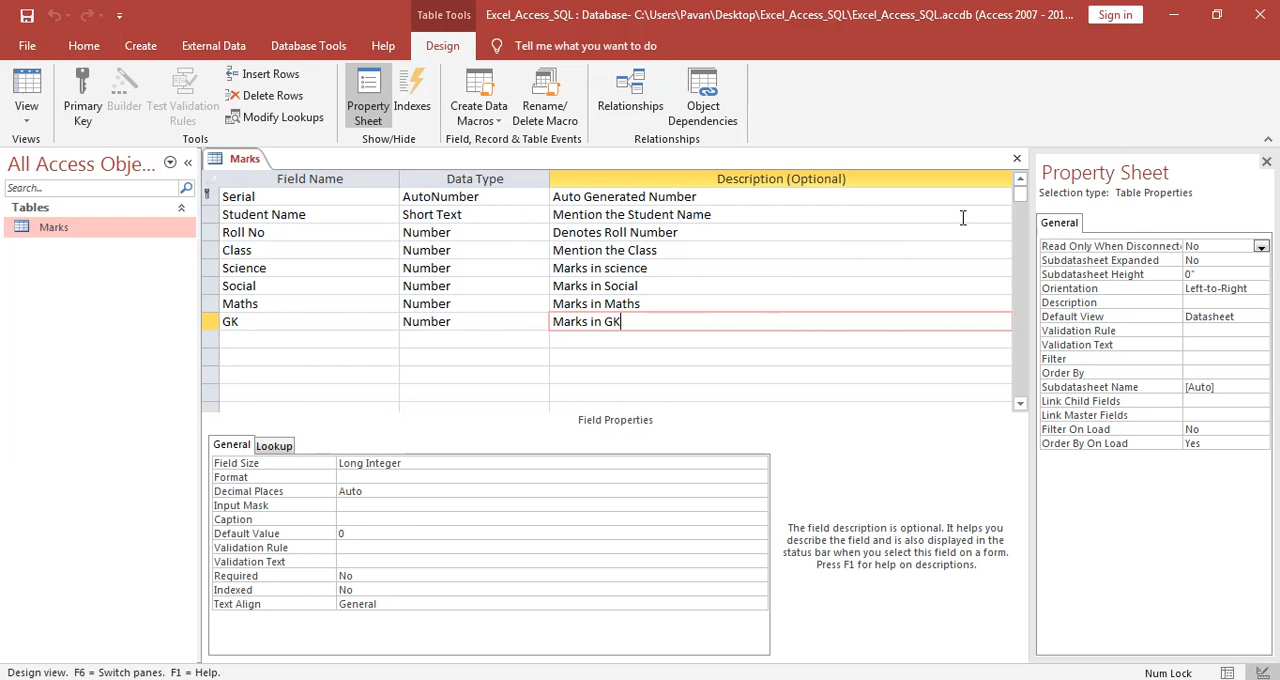 Table Tools
Excel_Access_SQL : Database- C:\Users\Pavan\Desktop\Excel_Access_SQL\Excel_Access_SQL.accdb (Access 2007 - 201...
Sign in
File Home Create External Data Database Tools Help Design Tell me what you want to do
View
Views
Primary Key
Builder
Test Validation Rules
Insert Rows
Delete Rows
Modify Lookups
Tools
Property Sheet
Indexes
Show/Hide
Create Data Macros
Rename/ Delete Macro
Field, Record & Table Events
Relationships
Object Dependencies
Relationships
All Access Obje...
Search...
Tables
Marks
Marks
Field Name Data Type Description (Optional)
Serial AutoNumber Auto Generated Number
Student Name Short Text Mention the Student Name
Roll No Number Denotes Roll Number
Class Number Mention the Class
Science Number Marks in science
Social Number Marks in Social
Maths Number Marks in Maths
GK Number Marks in GK
Field Properties
General Lookup
Field Size Long Integer
Format
Decimal Places Auto
Input Mask
Caption
Default Value 0
Validation Rule
Validation Text
Required No
Indexed No
Text Align General
The field description is optional. It helps you
describe the field and is also displayed in the
status bar when you select this field on a form.
Press F1 for help on descriptions.
Property Sheet
Selection type: Table Properties
General
Read Only When Disconnect No
Subdatasheet Expanded No
Subdatasheet Height 0"
Orientation Left-to-Right
Description
Default View Datasheet
Validation Rule
Validation Text
Filter
Order By
Subdatasheet Name [Auto]
Link Child Fields
Link Master Fields
Filter On Load No
Order By On Load Yes
Design view. F6 = Switch panes. F1 = Help.
Num Lock